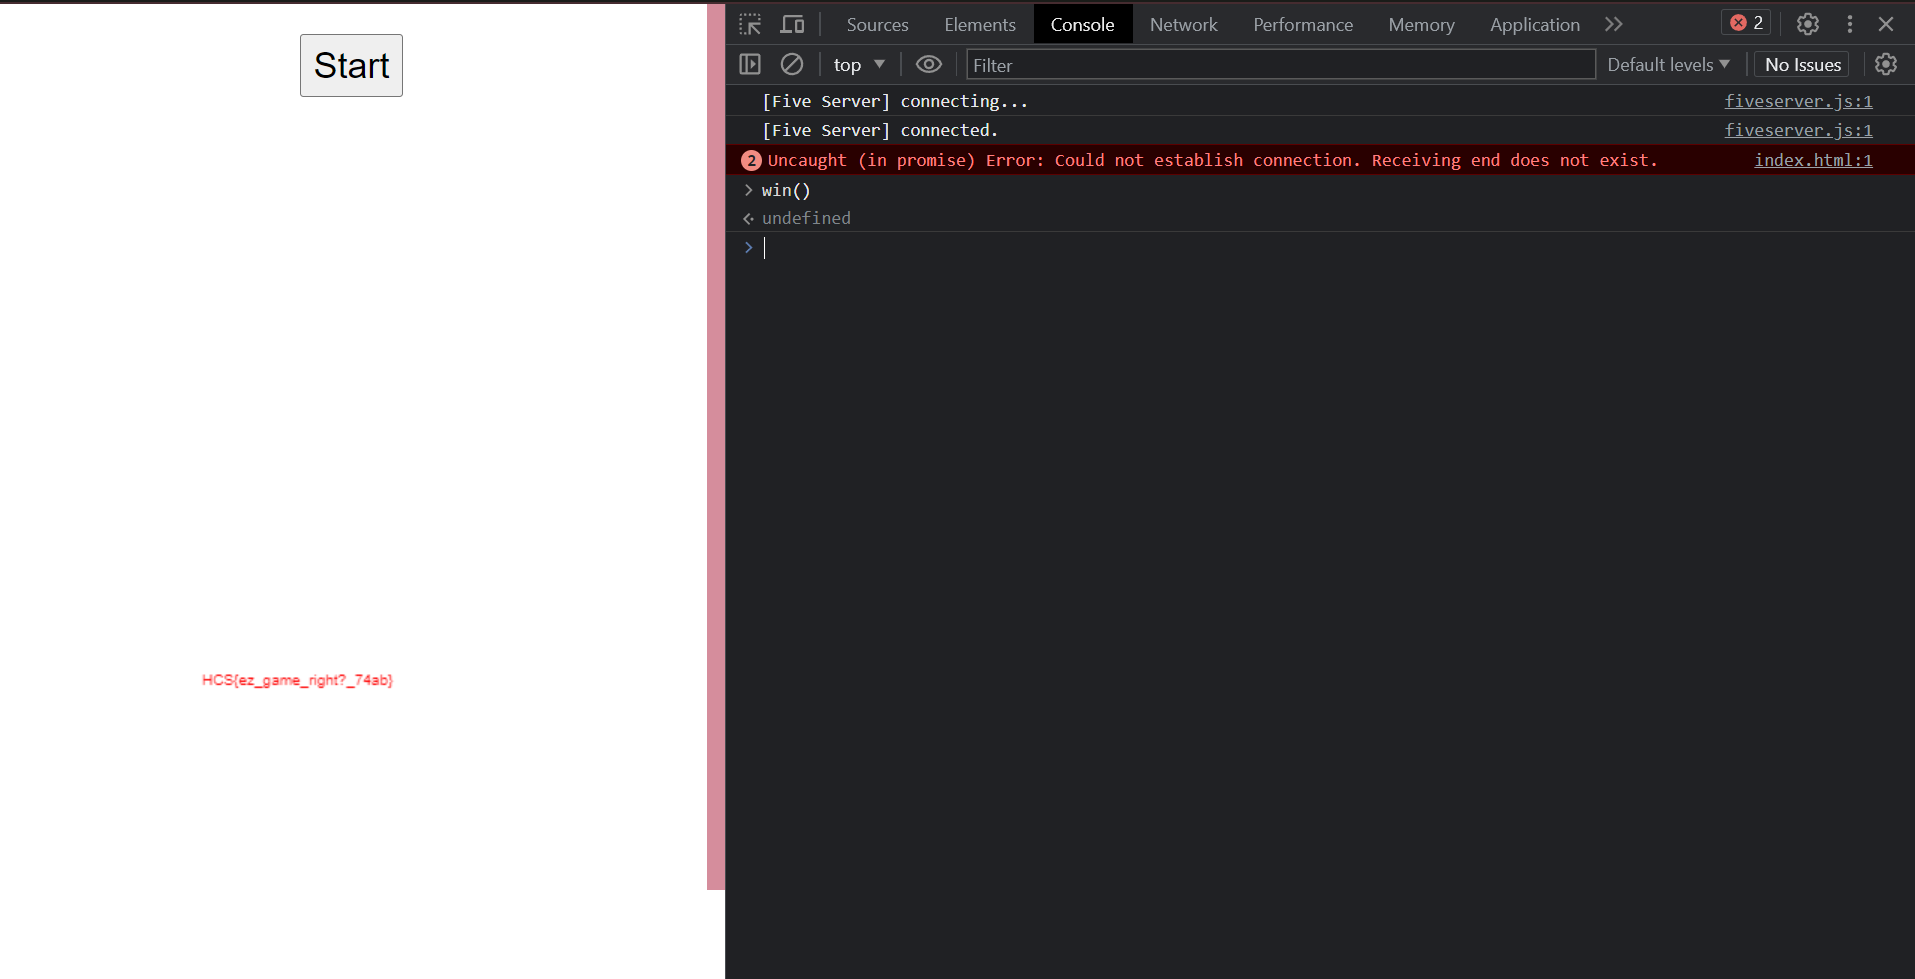 Start
HCS{ez_game_right?_74ab}
Sources Elements Console Network Performance Memory Application 2
top Filter Default levels No Issues
[Five Server] connecting... fiveserver.js:1
[Five Server] connected. fiveserver.js:1
2 Uncaught (in promise) Error: Could not establish connection. Receiving end does not exist. index.html:1
win()
undefined